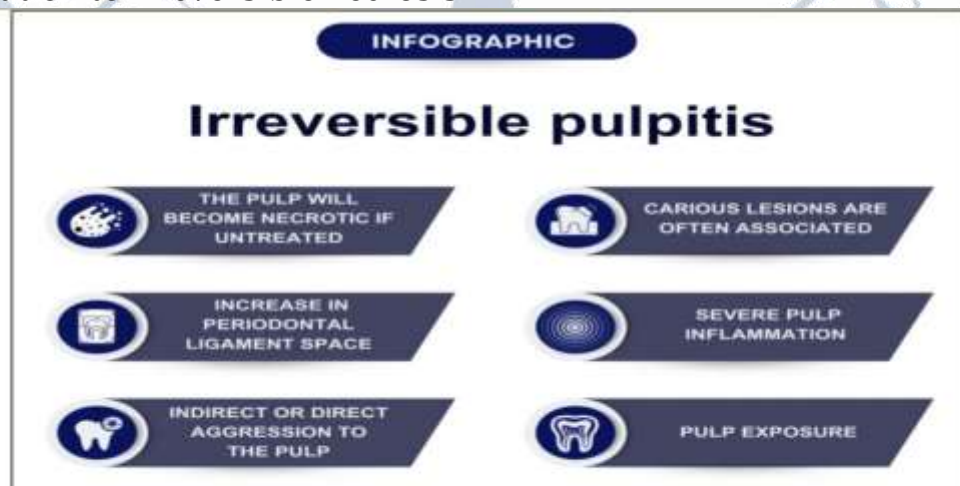 INFOGRAPHIC
Irreversible pulpitis
THE PULP WILL
BECOME NECROTIC IF
UNTREATED
CARIOUS LESIONS ARE
OFTEN ASSOCIATED
INCREASE IN
PERIODONTAL
LIGAMENT SPACE
SEVERE PULP
INFLAMMATION
INDIRECT OR DIRECT
AGGRESSION TO
THE PULP
PULP EXPOSURE